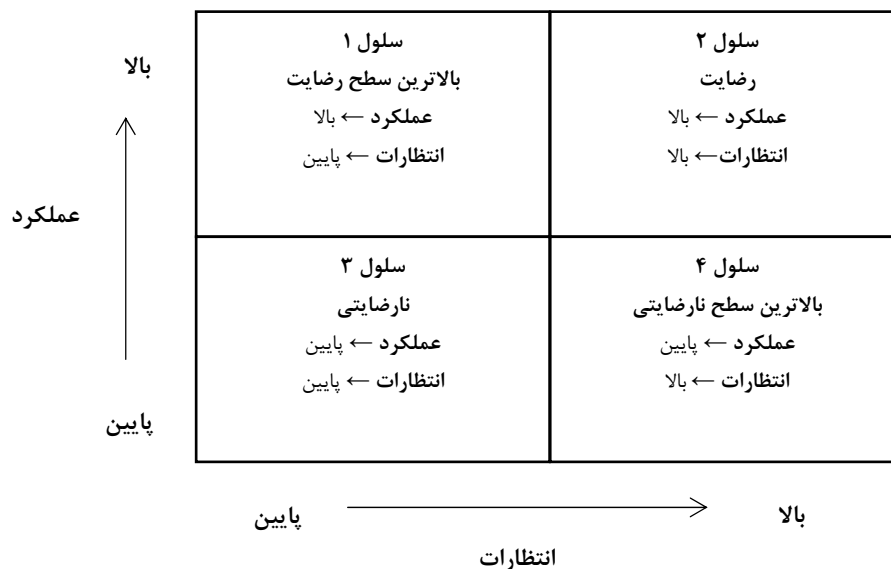 بالا
عملکرد
پایین
سلول ۱
بالاترین سطح رضایت
عملکرد ← بالا
انتظارات ← پایین
سلول ۲
رضایت
عملکرد ← بالا
انتظارات← بالا
سلول ۳
نارضایتی
عملکرد ← پایین
انتظارات ← پایین
سلول ۴
بالاترین سطح نارضایتی
عملکرد ← پایین
انتظارات ← بالا
پایین
بالا
انتظارات